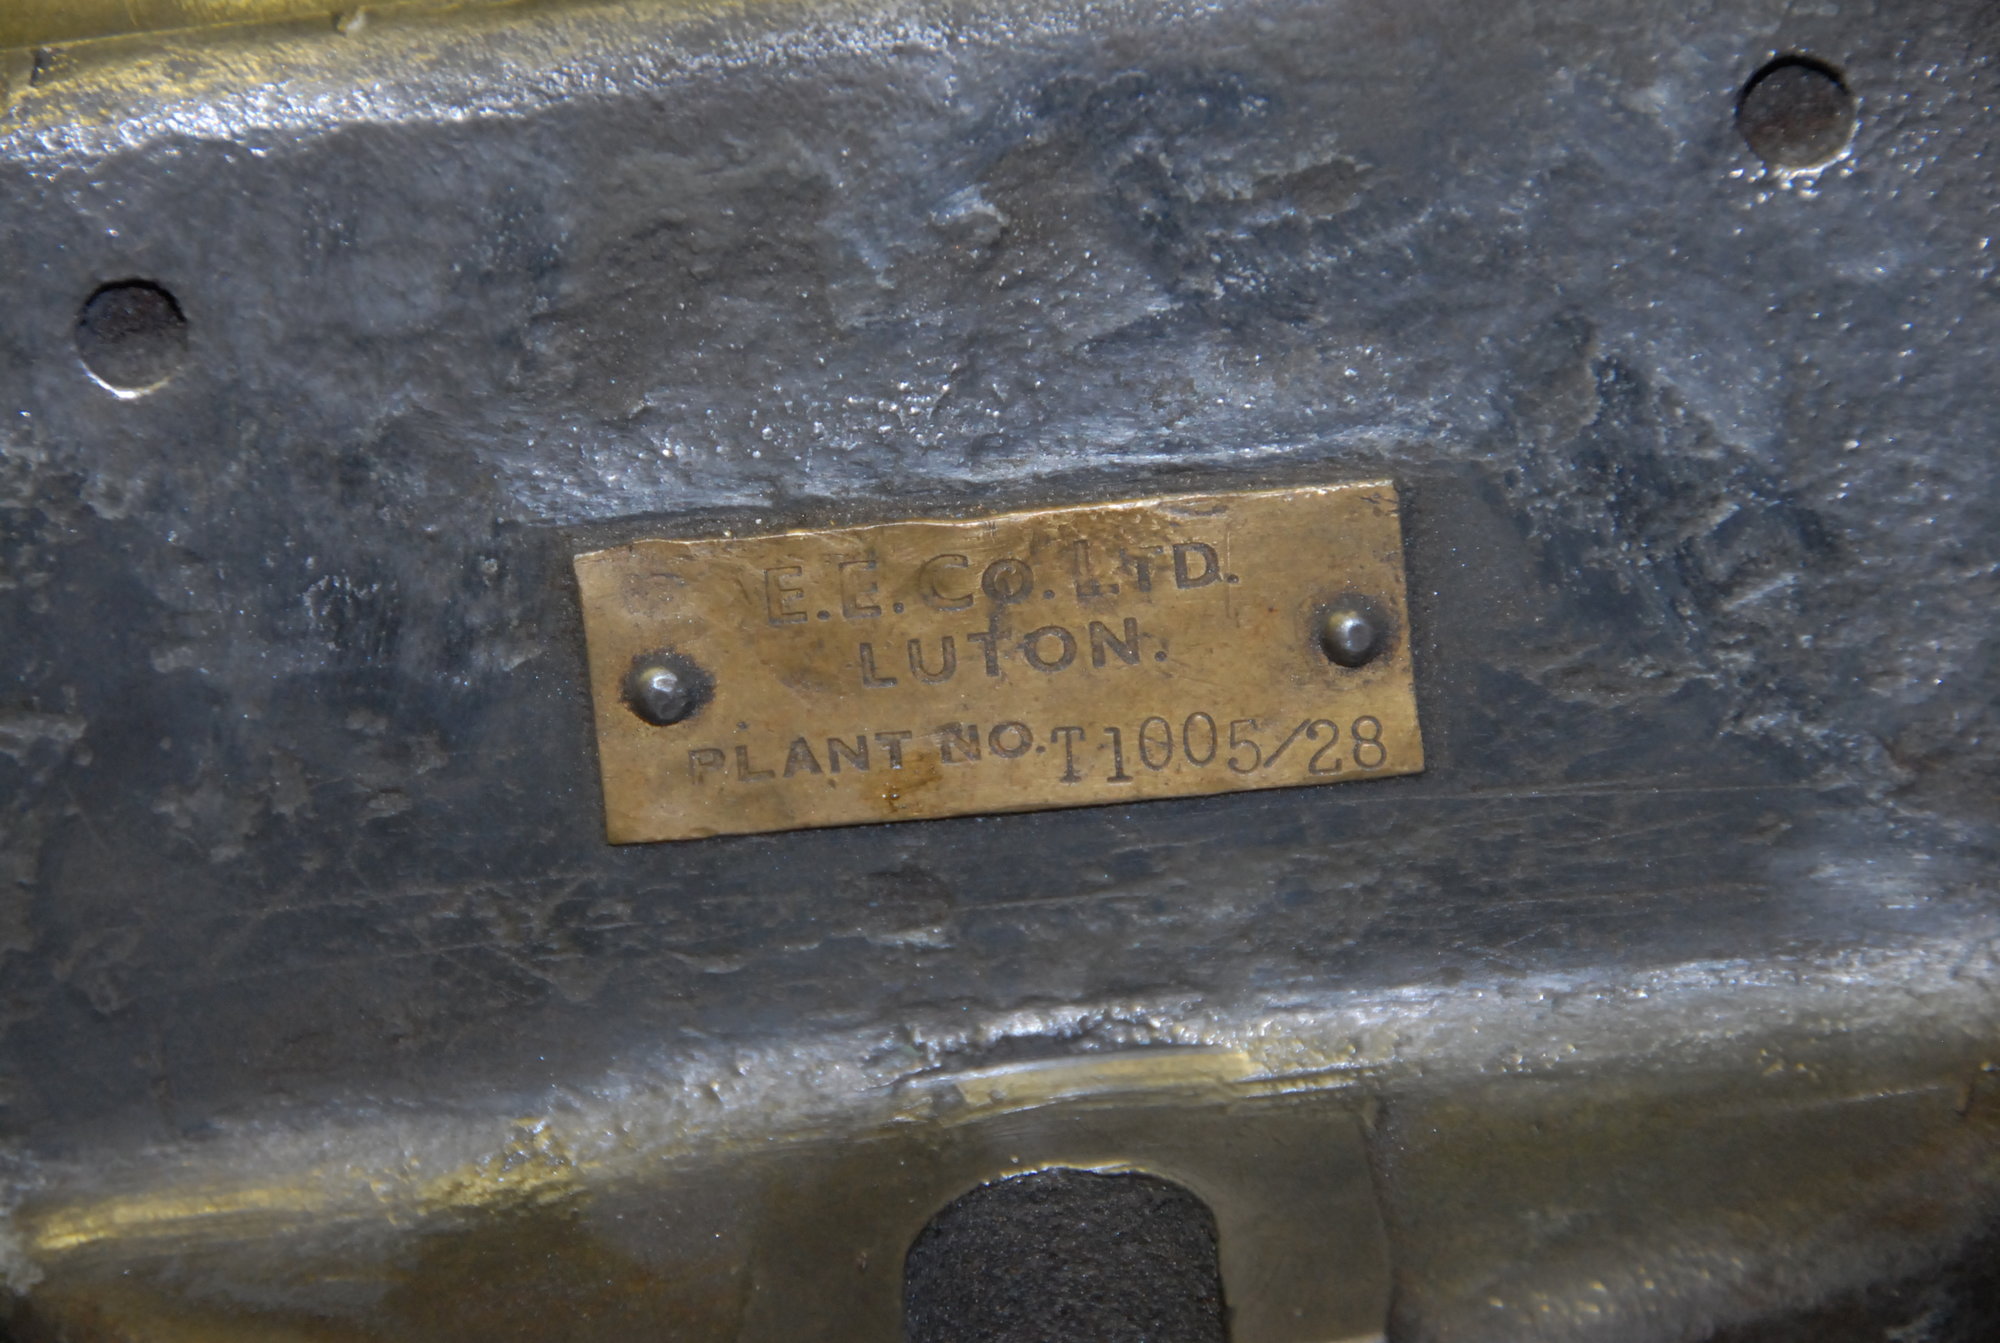 E.E.Co.LTD.
LUTON.
PLANT NO.T1005/28